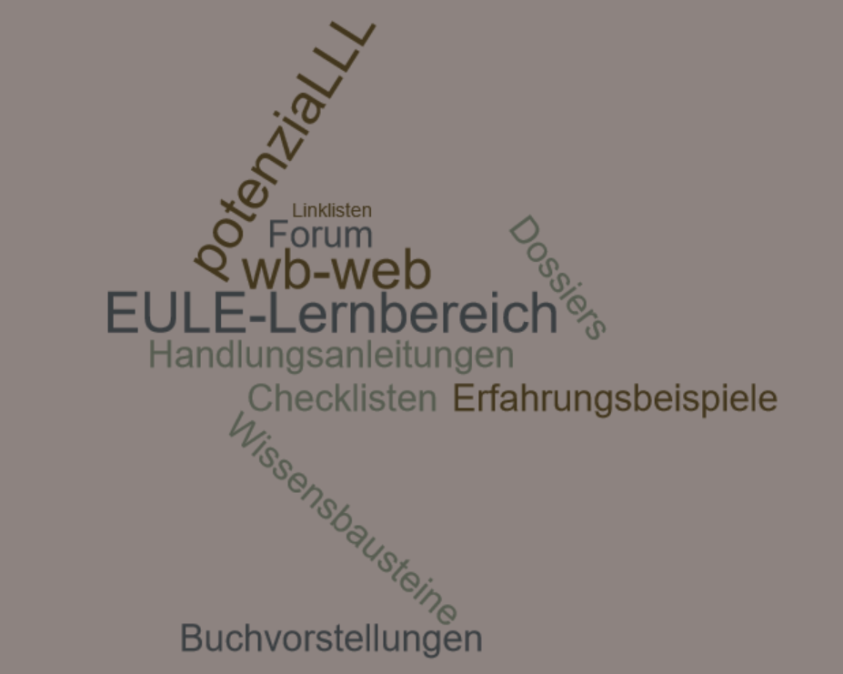 potenziaLLL
Linklisten
Forum
Dossiers
wb-web
EULE-Lernbereich
Handlungsanleitungen
Checklisten
Erfahrungsbeispiele
Wissensbausteine
Buchvorstellungen